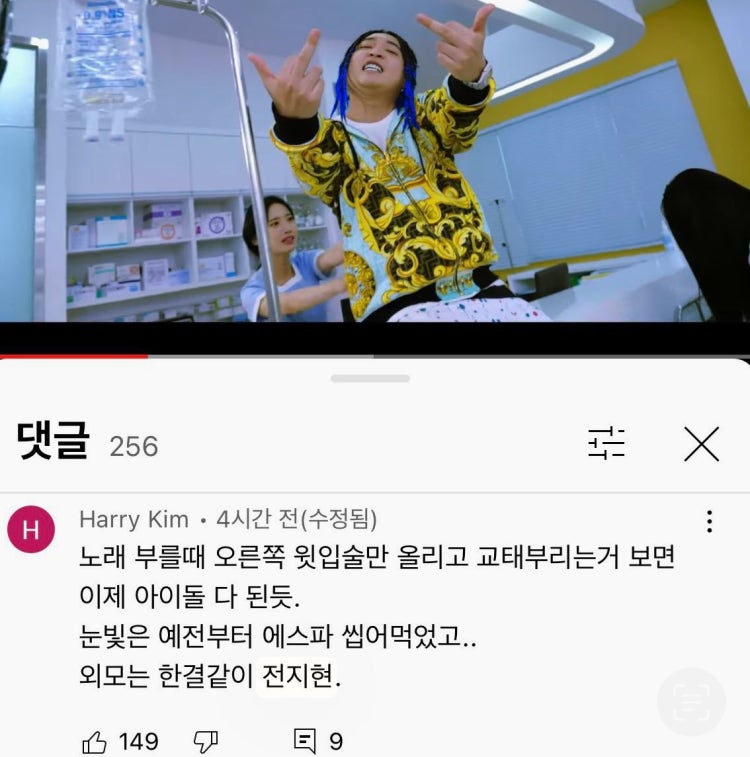 댓글 256
H
Harry Kim • 4시간 전(수정됨)
노래 부를때 오른쪽 윗입술만 올리고 교태부리는거 보면
이제 아이돌 다 된듯.
눈빛은 예전부터 에스파 씹어먹었고..
외모는 한결같이 전지현.
149
9